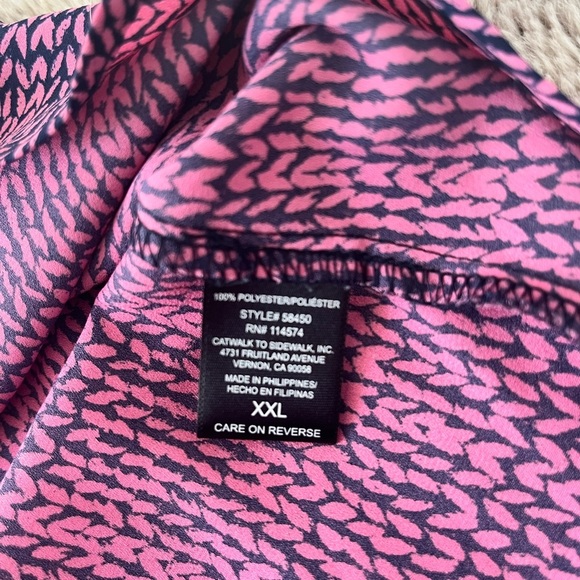 100% POLYESTER/POLIÉSTER
STYLE# 58450
RN# 114574
CATWALK TO SIDEWALK, INC.
4731 FRUITLAND AVENUE
VERNON, CA 90058
MADE IN PHILIPPINES/
HECHO EN FILIPINAS
XXL
CARE ON REVERSE